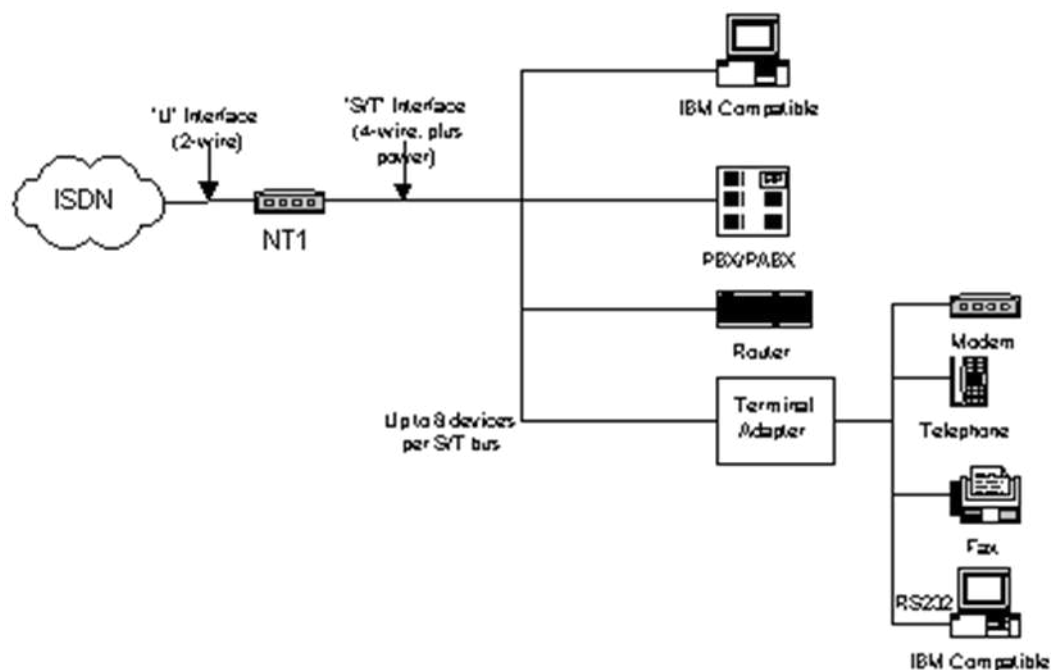 IBM Compatible
"U" Interface
(2-wire)
"S/T" Interface
(4-wire, plus
power)
ISDN
NT1
PBX/PABX
Router
Modem
Up to 8 devices
per S/T bus
Terminal
Adapter
Telephone
Fax
RS232
IBM Compatible